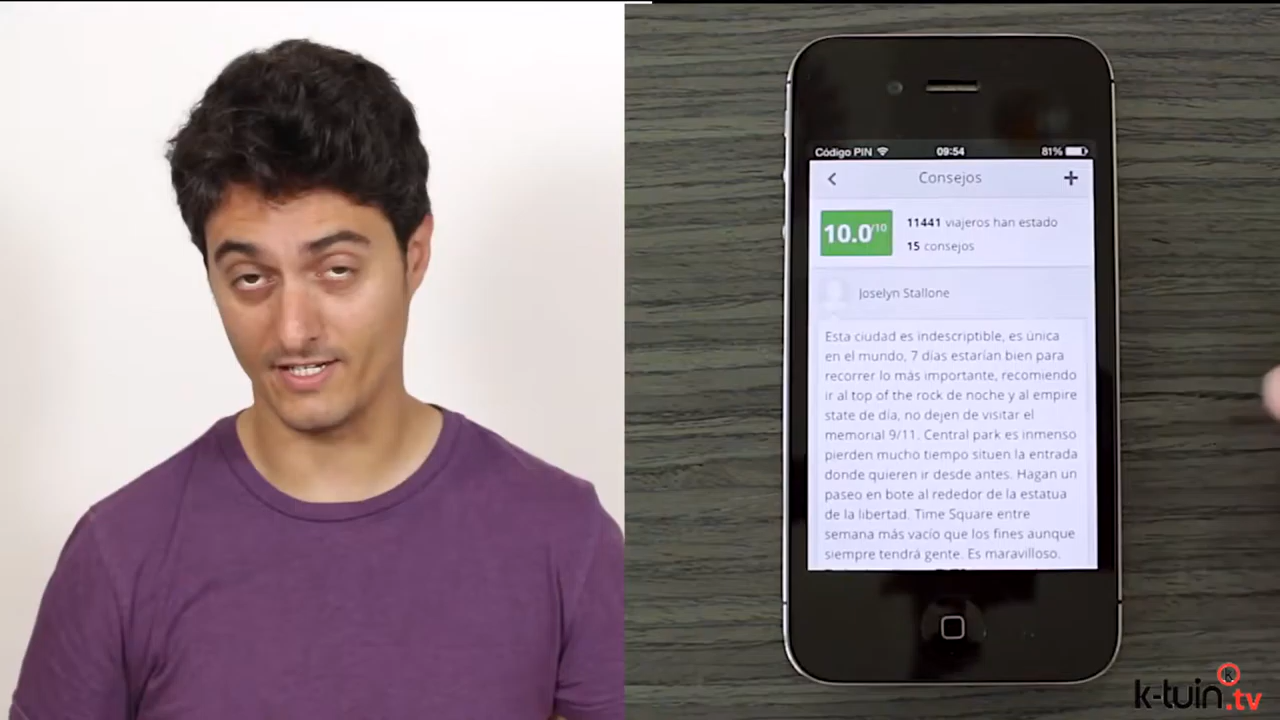 Código PIN 09:54 81%
Consejos
10.0/10
11441 viajeros han estado
15 consejos
Joselyn Stallone
Esta ciudad es indescriptible, es única
en el mundo, 7 días estarían bien para
recorrer lo más importante, recomiendo
ir al top of the rock de noche y al empire
state de día, no dejen de visitar el
memorial 9/11. Central park es inmenso
pierden mucho tiempo situen la entrada
donde quieren ir desde antes. Hagan un
paseo en bote al rededor de la estatua
de la libertad. Time Square entre
semana más vacío que los fines aunque
siempre tendrá gente. Es maravilloso.
k-tuin.tv